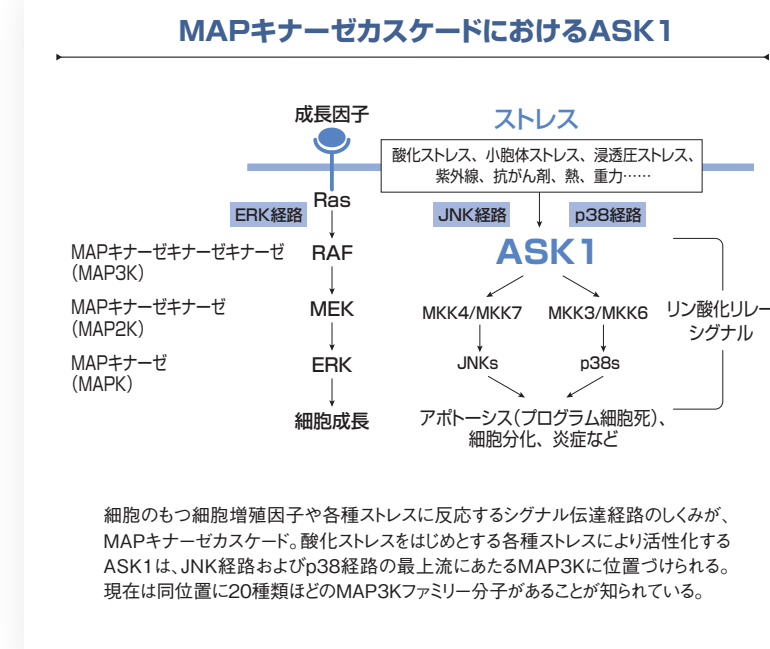 MAPキナーゼカスケードにおけるASK1
成長因子
ストレス
酸化ストレス、小胞体ストレス、浸透圧ストレス、
紫外線、抗がん剤、熱、重力……
Ras
ERK経路
JNK経路
p38経路
MAPキナーゼキナーゼキナーゼ
(MAP3K)
RAF
ASK1
MAPキナーゼキナーゼ
(MAP2K)
MEK
MKK4/MKK7
MKK3/MKK6
リン酸化リレー
シグナル
MAPキナーゼ
(MAPK)
ERK
JNKs
p38s
細胞成長
アポトーシス(プログラム細胞死)、
細胞分化、炎症など
細胞のもつ細胞増殖因子や各種ストレスに反応するシグナル伝達経路のしくみが、
MAPキナーゼカスケード。酸化ストレスをはじめとする各種ストレスにより活性化する
ASK1は、JNK経路およびp38経路の最上流にあたるMAP3Kに位置づけられる。
現在は同位置に20種類ほどのMAP3Kファミリー分子があることが知られている。